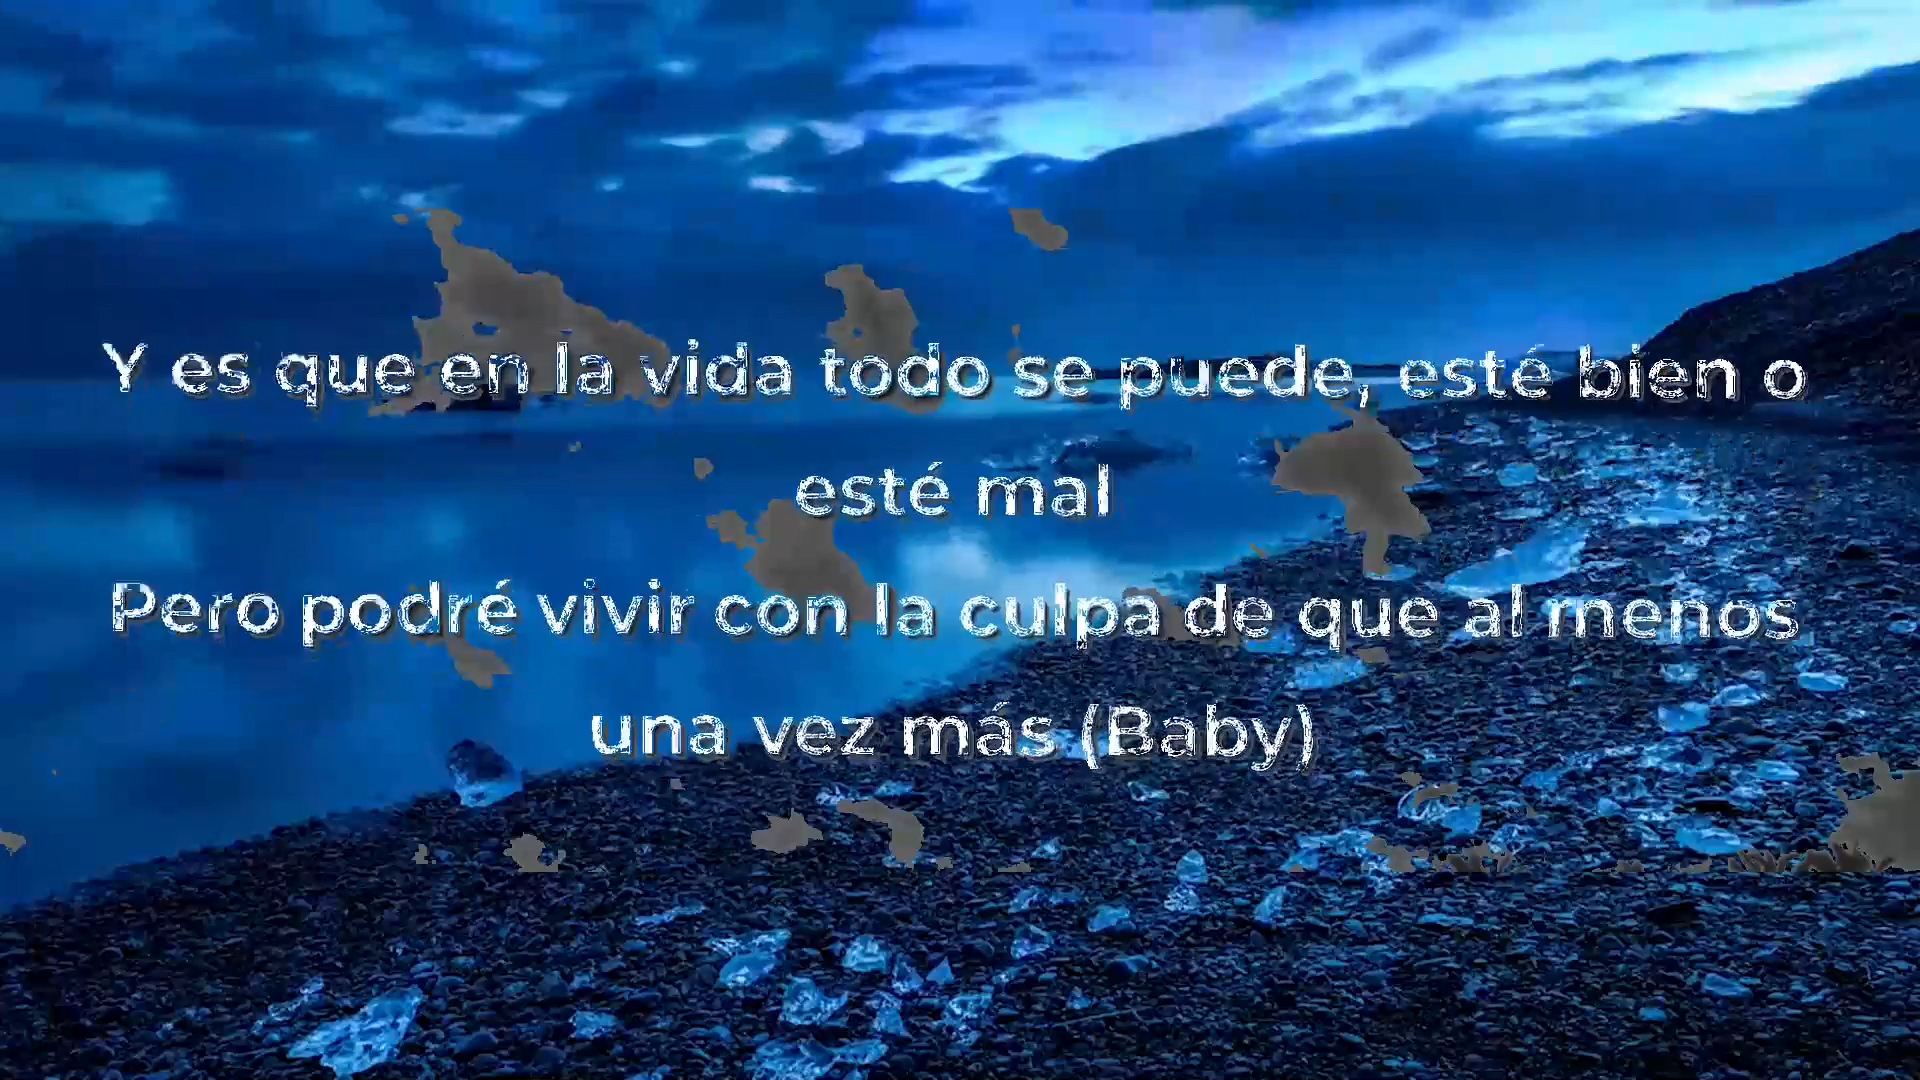 Y es que en la vida todo se puede, esté bien o
esté mal
Pero podré vivir con la culpa de que al menos
una vez más (Baby)